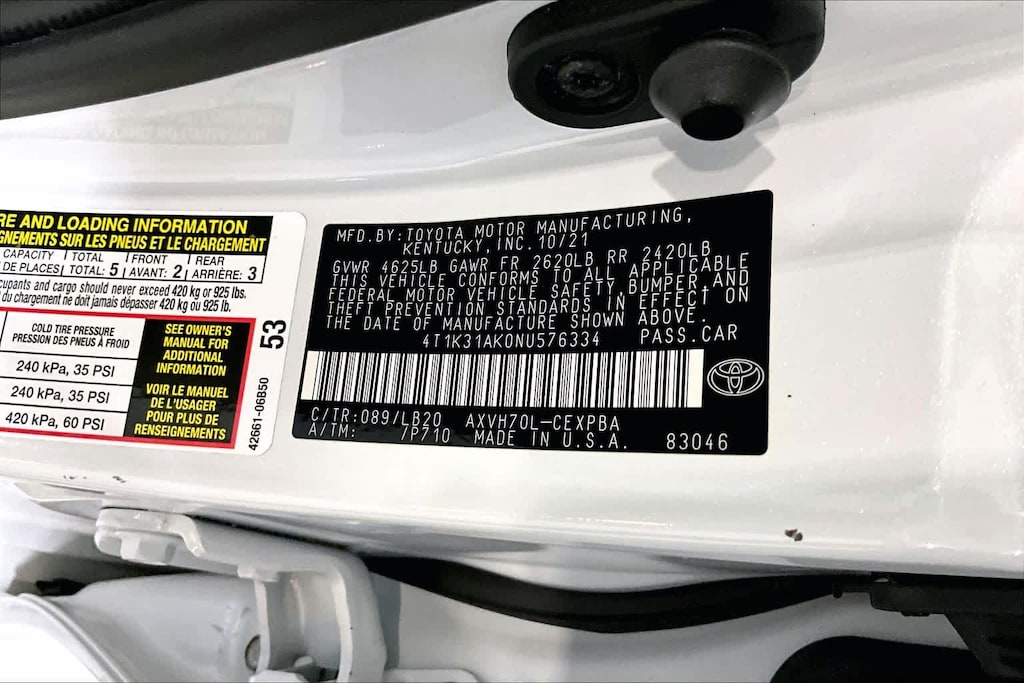 RE AND LOADING INFORMATION
GNEMENTS SUR LES PNEUS ET LE CHARGEMENT
CAPACITY TOTAL FRONT REAR
DE PLACES TOTAL: 5 AVANT: 2 ARRIÈRE: 3
cupants and cargo should never exceed 420 kg or 925 lbs.
du chargement ne doit jamais dépasser 420 kg ou 925 lb.
COLD TIRE PRESSURE
PRESSION DES PNEUS À FROID
240 kPa, 35 PSI
240 kPa, 35 PSI
420 kPa, 60 PSI
SEE OWNER'S
MANUAL FOR
ADDITIONAL
INFORMATION
VOIR LE MANUEL
DE L'USAGER
POUR PLUS DE
RENSEIGNEMENTS
53
42661-06B50
MFD.BY:TOYOTA MOTOR MANUFACTURING,
KENTUCKY,INC.10/21
GVWR 4625LB GAWR FR 2620LB RR 2420LB
THIS VEHICLE CONFORMS TO ALL APPLICABLE
FEDERAL MOTOR VEHICLE SAFETY,BUMPER,AND
THEFT PREVENTION STANDARDS IN EFFECT ON
THE DATE OF MANUFACTURE SHOWN ABOVE.
4T1K31AK0NU576334 PASS.CAR
C/TR:089/LB20 AXVH70L-CEXPBA
A/TM: /P710 MADE IN U.S.A. 83046